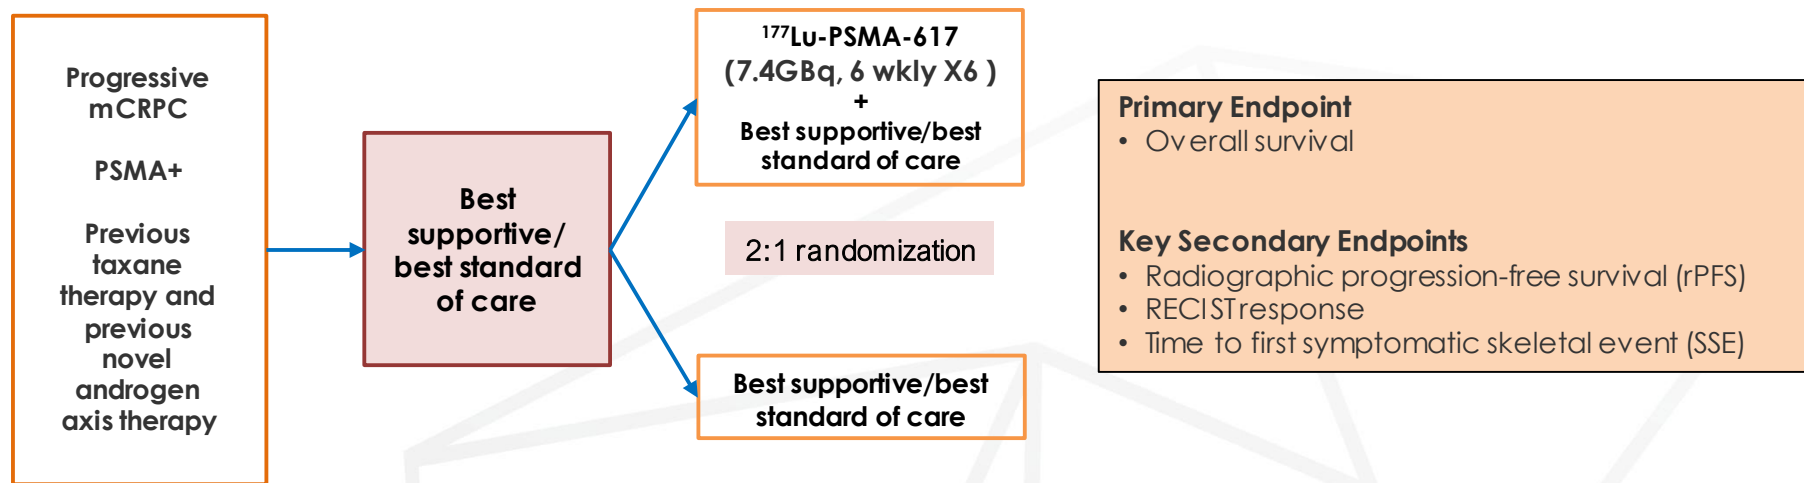 Progressive
mCRPC
PSMA+
Previous
taxane
therapy and
previous
novel
androgen
axis therapy
Best
supportive/
best standard
of care
¹⁷⁷Lu-PSMA-617
(7.4GBq, 6 wkly X6 )
+
Best supportive/best
standard of care
2:1 randomization
Best supportive/best
standard of care
Primary Endpoint
• Overall survival
Key Secondary Endpoints
• Radiographic progression-free survival (rPFS)
• RECIST response
• Time to first symptomatic skeletal event (SSE)